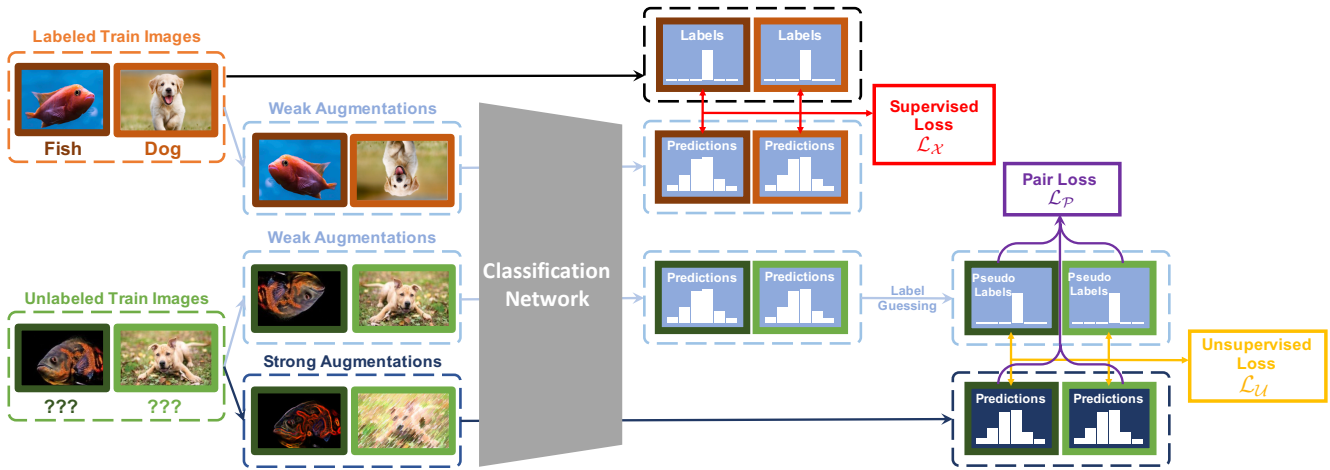 Labeled Train Images
Fish
Dog
Weak Augmentations
Labels
Labels
Predictions
Predictions
Supervised
Loss
ℒ𝒳
Pair Loss
ℒ𝒫
Weak Augmentations
Classification
Network
Predictions
Predictions
Label
Guessing
Pseudo
Labels
Pseudo
Labels
Unlabeled Train Images
???
???
Strong Augmentations
Predictions
Predictions
Unsupervised
Loss
ℒ𝒰